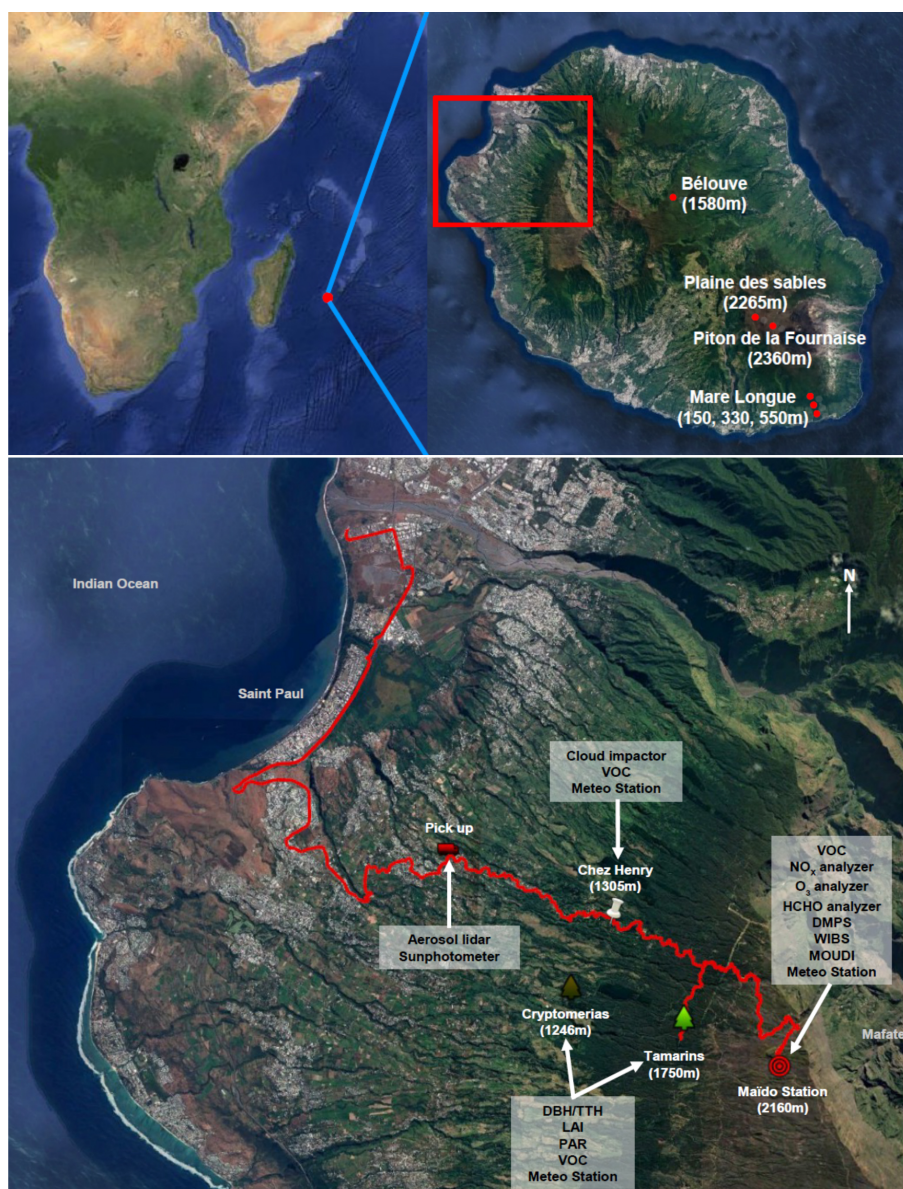 Bélouve
(1580m)
Plaine des sables
(2265m)
Piton de la Fournaise
(2360m)
Mare Longue
(150, 330, 550m)
Indian Ocean
N
Saint Paul
Cloud impactor
VOC
Meteo Station
Pick up
Chez Henry
(1305m)
VOC
NOx analyzer
O3 analyzer
HCHO analyzer
DMPS
WIBS
MOUDI
Meteo Station
Aerosol lidar
Sunphotometer
Cryptomerias
(1246m)
Tamarins
(1750m)
Mafate
Maïdo Station
(2160m)
DBH/TTH
LAI
PAR
VOC
Meteo Station